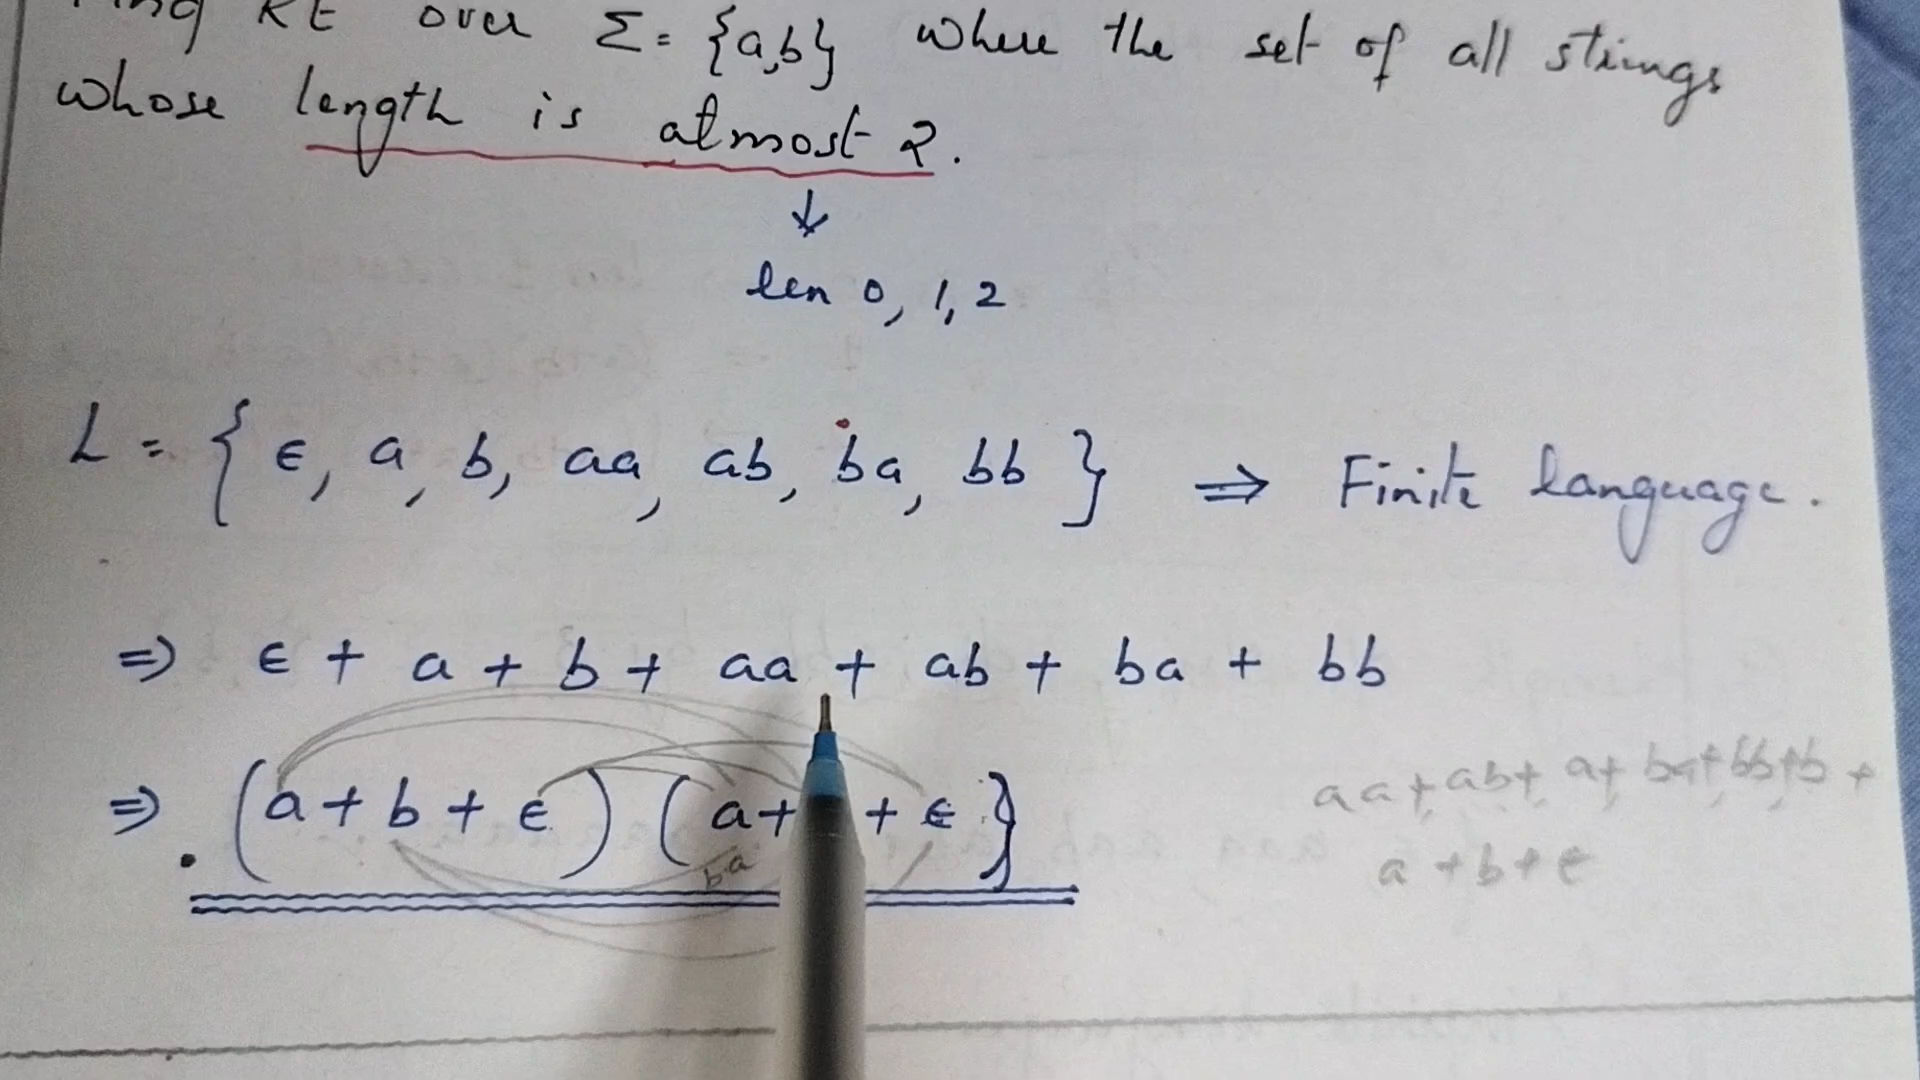 RE over Σ = {a,b} where the set of all strings
whose length is atmost 2.
↓
len 0, 1, 2
L = { ϵ, a, b, aa, ab, ba, bb } ⇒ Finite language.
⇒ ϵ + a + b + aa + ab + ba + bb
⇒ (a + b + ϵ) (a + + ϵ)
ba
aa + ab + a + ba + bb + b +
a + b + ϵ